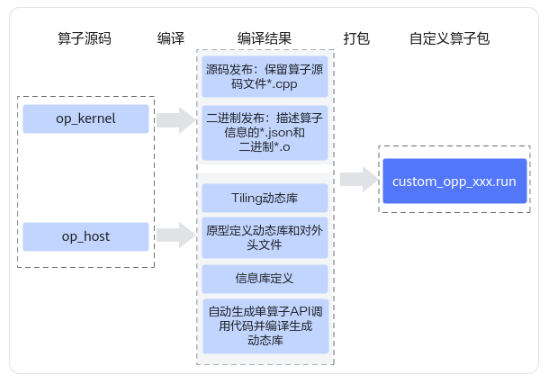 算子源码
编译
编译结果
打包
自定义算子包
op_kernel
源码发布：保留算子源
码文件*.cpp
二进制发布：描述算子
信息的*.json和
二进制*.o
custom_opp_xxx.run
op_host
Tiling动态库
原型定义动态库和对外
头文件
信息库定义
自动生成单算子API调
用代码并编译生成
动态库